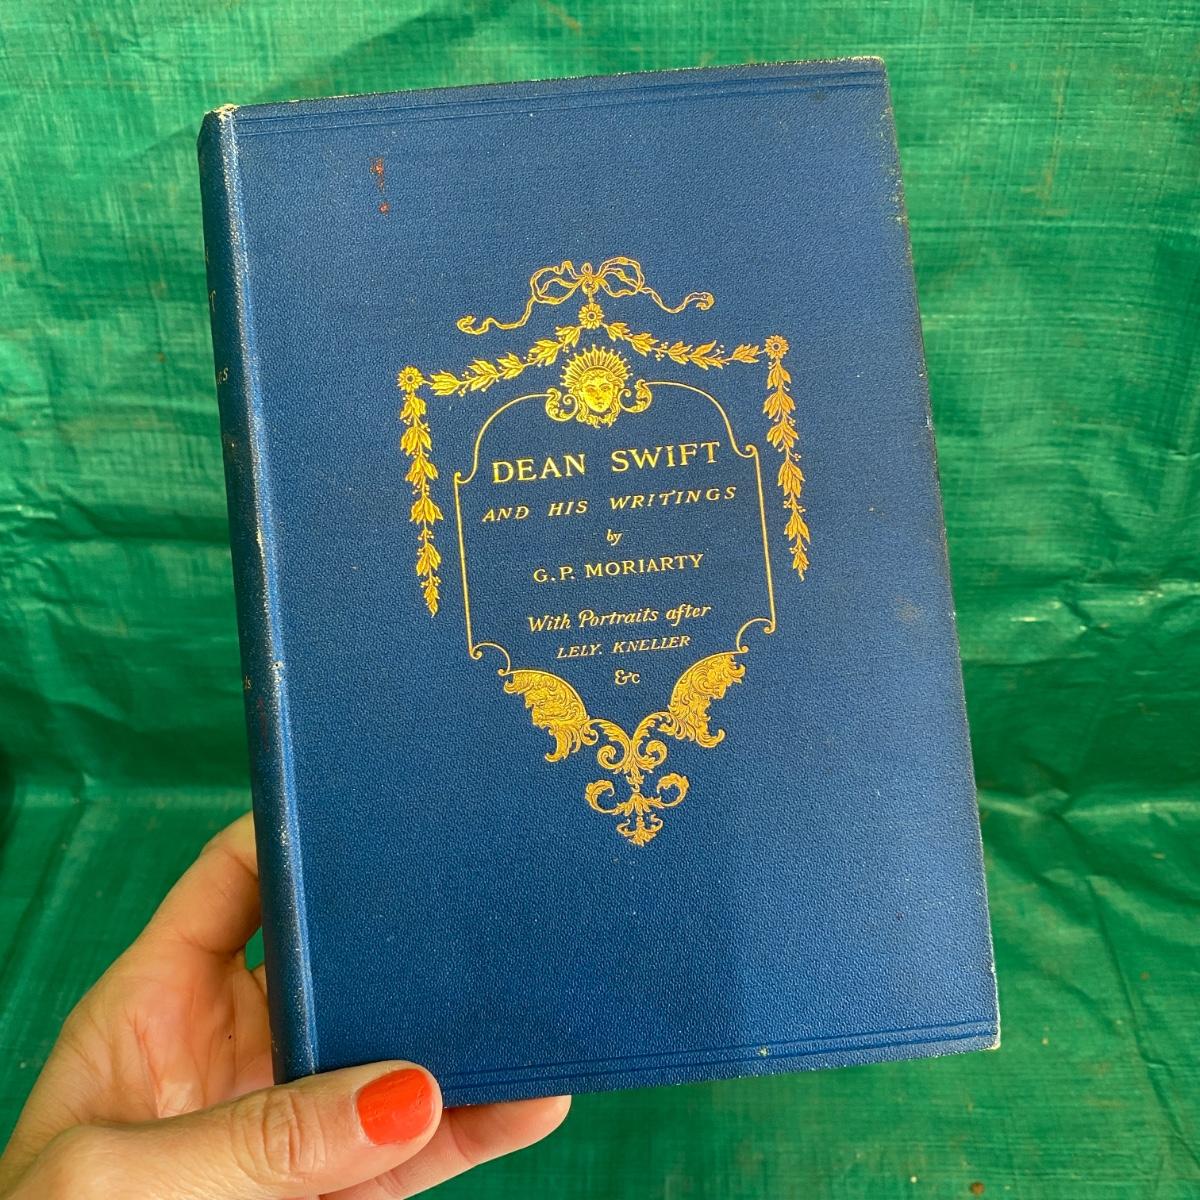 DEAN SWIFT
AND HIS WRITINGS
by
G. P. MORIARTY
With Portraits after
LELY. KNELLER
&c